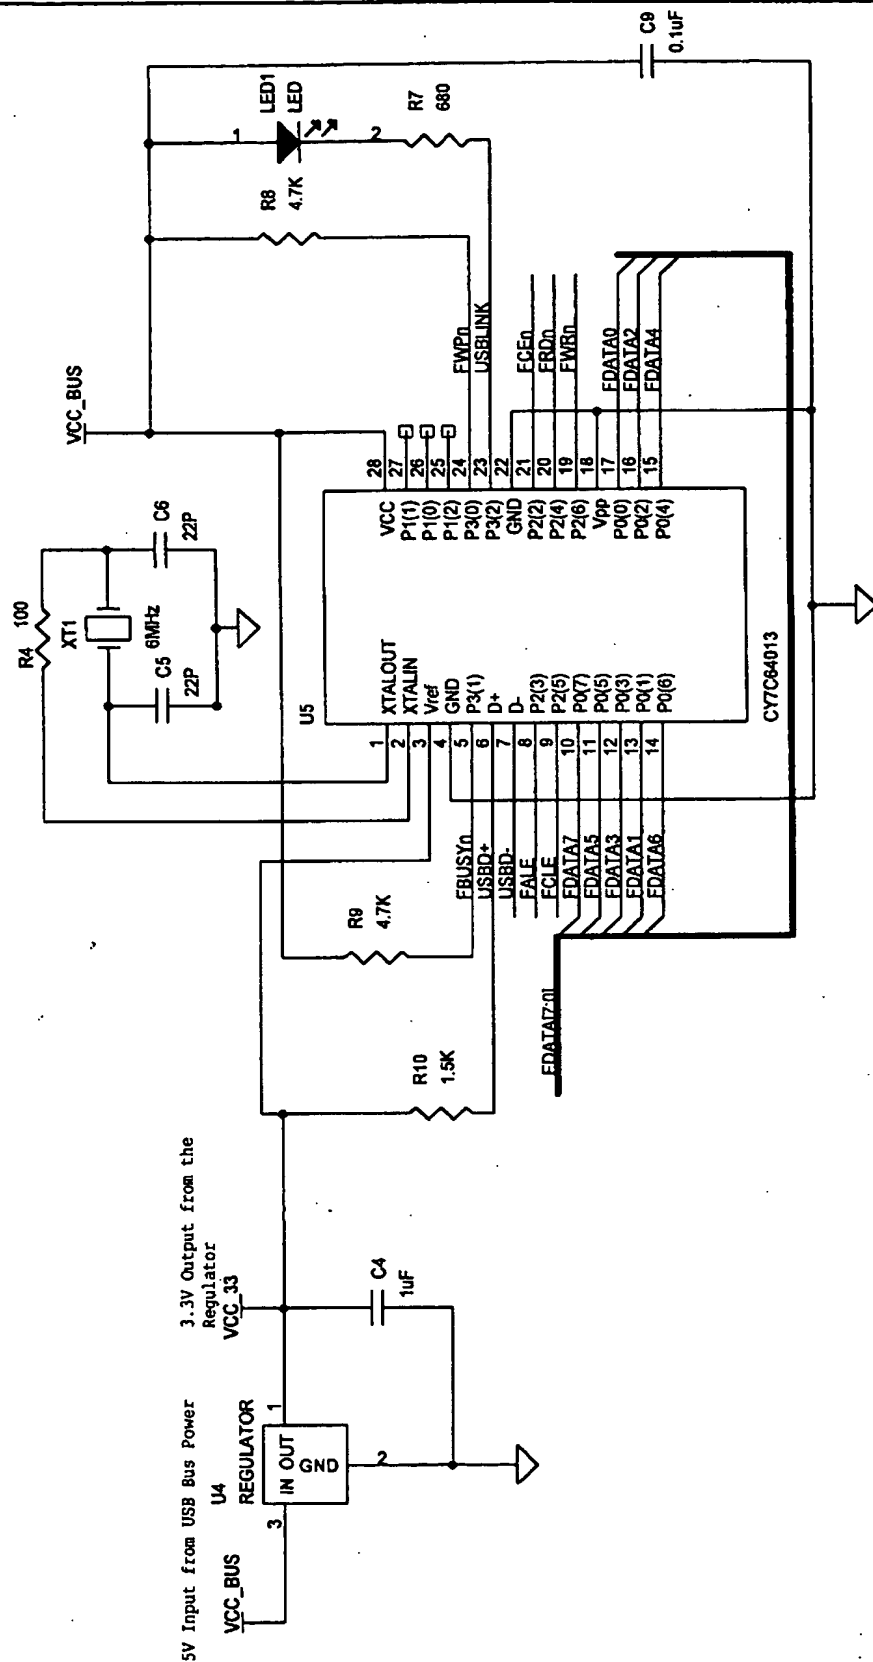 5V Input from USB Bus Power
VCC_BUS
3
U4
REGULATOR
IN OUT
GND
1
2
3.3V Output from the
Regulator
VCC_33
C4
1uF
R10
1.5K
R9
4.7K
R4
100
XT1
6MHz
C5
22P
C6
22P
VCC_BUS
R8
4.7K
LED1
LED
1
2
R7
680
C9
0.1uF
U5
CY7C64013
FBUSYn
USBD+
USBD-
FALE
FCLE
FDATA7
FDATA5
FDATA3
FDATA1
FDATA6
FDATA[7:0]
1 XTALOUT
2 XTALIN
3 Vref
4 GND
5 P3(1)
6 D+
7 D-
8 P2(3)
9 P2(5)
10 P0(7)
11 P0(5)
12 P0(3)
13 P0(1)
14 P0(6)
VCC 28
P1(1) 27
P1(0) 26
P1(2) 25
P3(0) 24
P3(2) 23
GND 22
P2(2) 21
P2(4) 20
P2(6) 19
Vpp 18
P0(0) 17
P0(2) 16
P0(4) 15
FWPn
USBLINK
FCEn
FRDn
FWRn
FDATA0
FDATA2
FDATA4